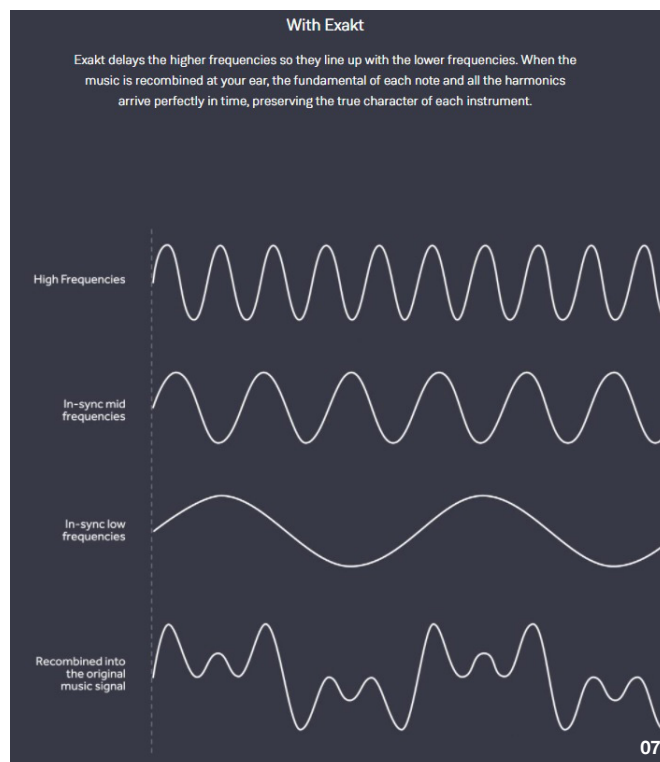 With Exakt
Exakt delays the higher frequencies so they line up with the lower frequencies. When the
music is recombined at your ear, the fundamental of each note and all the harmonics
arrive perfectly in time, preserving the true character of each instrument.
High Frequencies
In-sync mid
frequencies
In-sync low
frequencies
Recombined into
the original
music signal
07